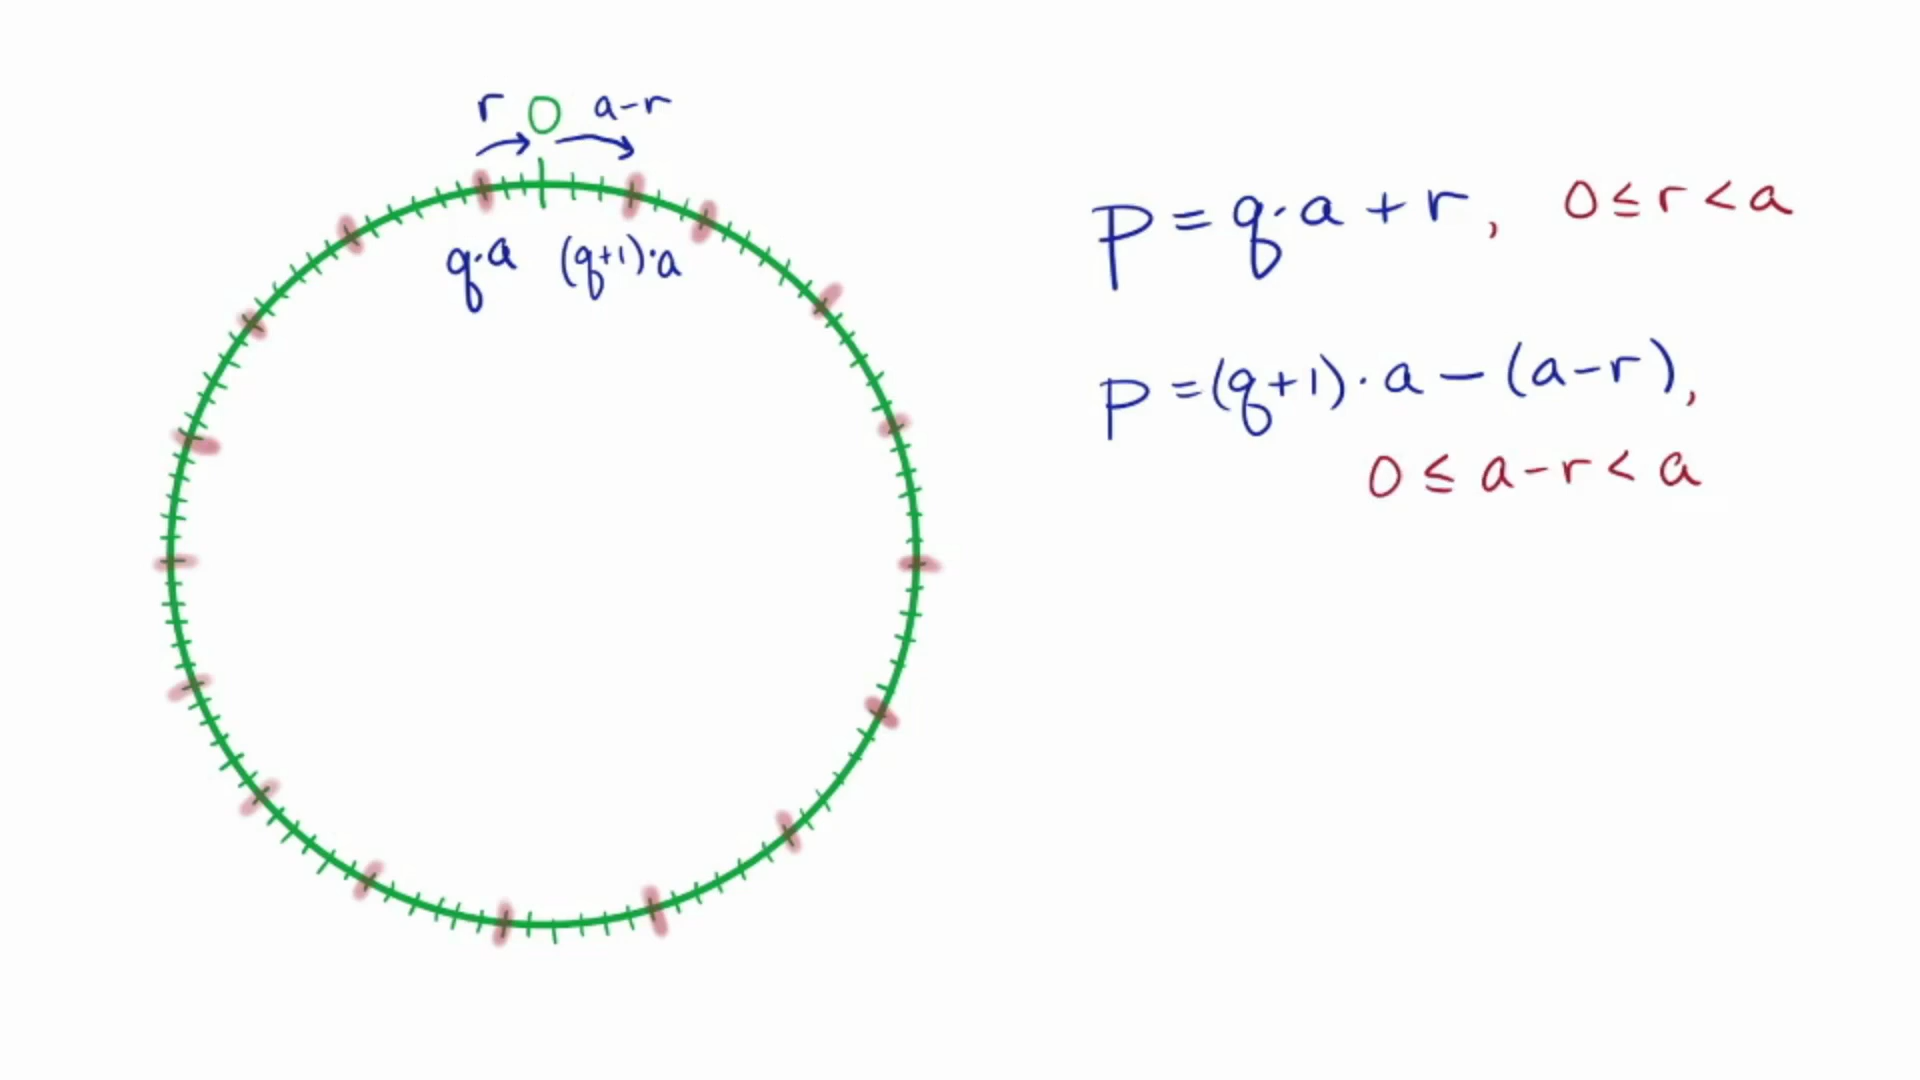 r 0 a-r
q·a (q+1)·a
p = q·a + r, 0 ≤ r < a
p = (q+1)·a - (a-r),
0 ≤ a-r < a